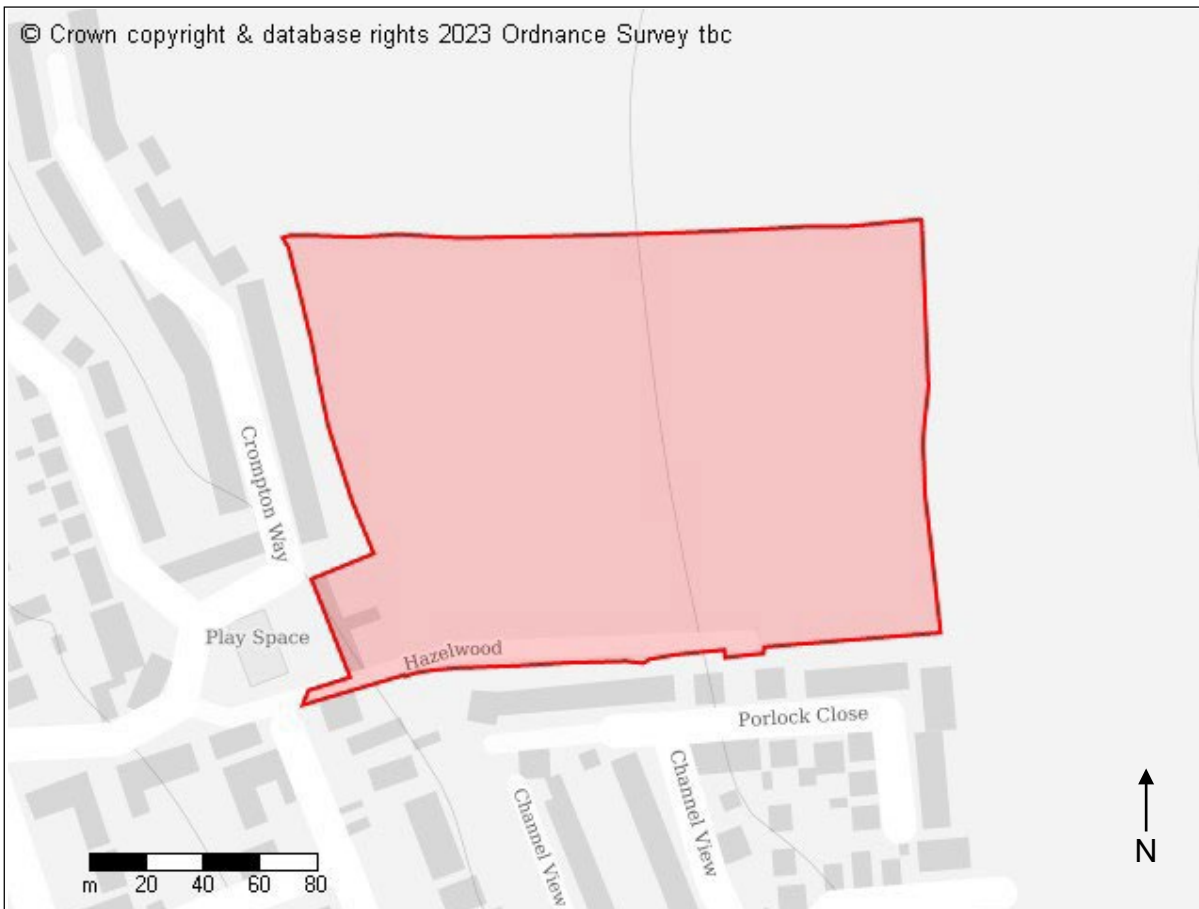 © Crown copyright & database rights 2023 Ordnance Survey tbc
Crompton Way
Play Space
Hazelwood
Porlock Close
Channel View
Channel View
m 20 40 60 80
N